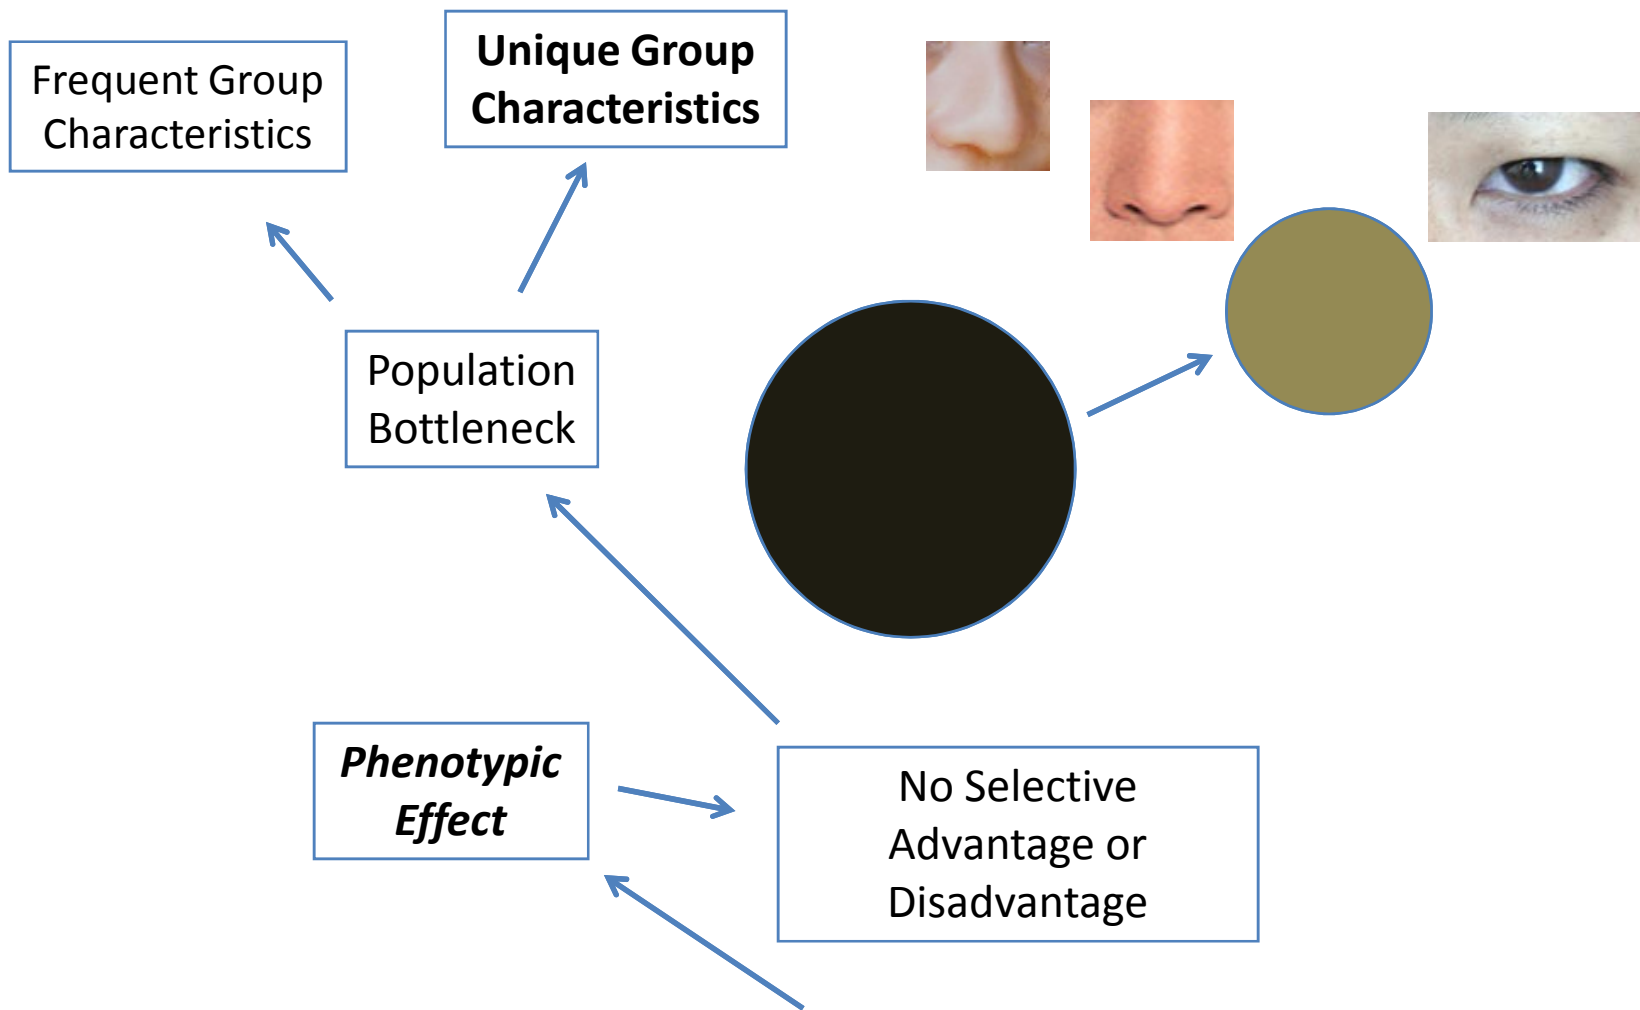 Frequent Group
Characteristics
Unique Group
Characteristics
Population
Bottleneck
Phenotypic
Effect
No Selective
Advantage or
Disadvantage